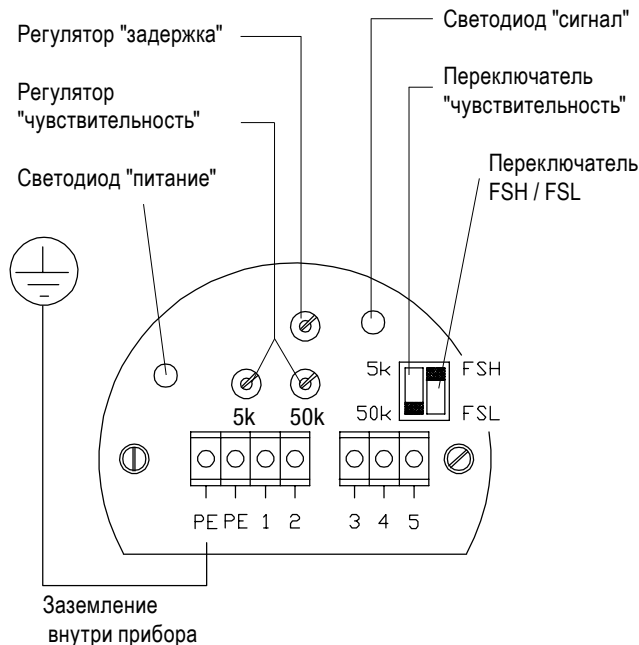 Регулятор "задержка"
Светодиод "сигнал"
Регулятор
"чувствительность"
Переключатель
"чувствительность"
Светодиод "питание"
Переключатель
FSH / FSL
5k FSH
50k FSL
5k 50k
PE PE 1 2 3 4 5
Заземление
внутри прибора